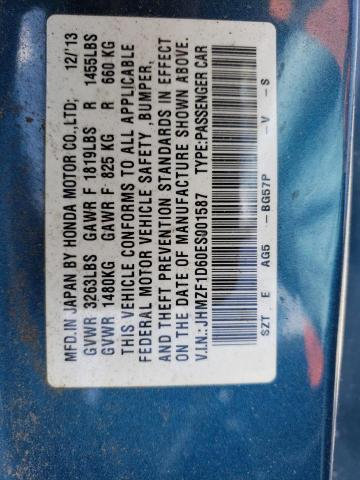 MFD.IN JAPAN BY HONDA MOTOR CO.,LTD; 12/'13
GVWR 3263LBS GAWR F 1819LBS R 1455LBS
GVWR 1480KG GAWR F 825 KG R 660 KG
THIS VEHICLE CONFORMS TO ALL APPLICABLE
FEDERAL MOTOR VEHICLE SAFETY ,BUMPER,
AND THEFT PREVENTION STANDARDS IN EFFECT
ON THE DATE OF MANUFACTURE SHOWN ABOVE.
V.I.N.:JHMZF1D60ES001587 TYPE:PASSENGER CAR
SZT E AG5 -BG57P -V -S